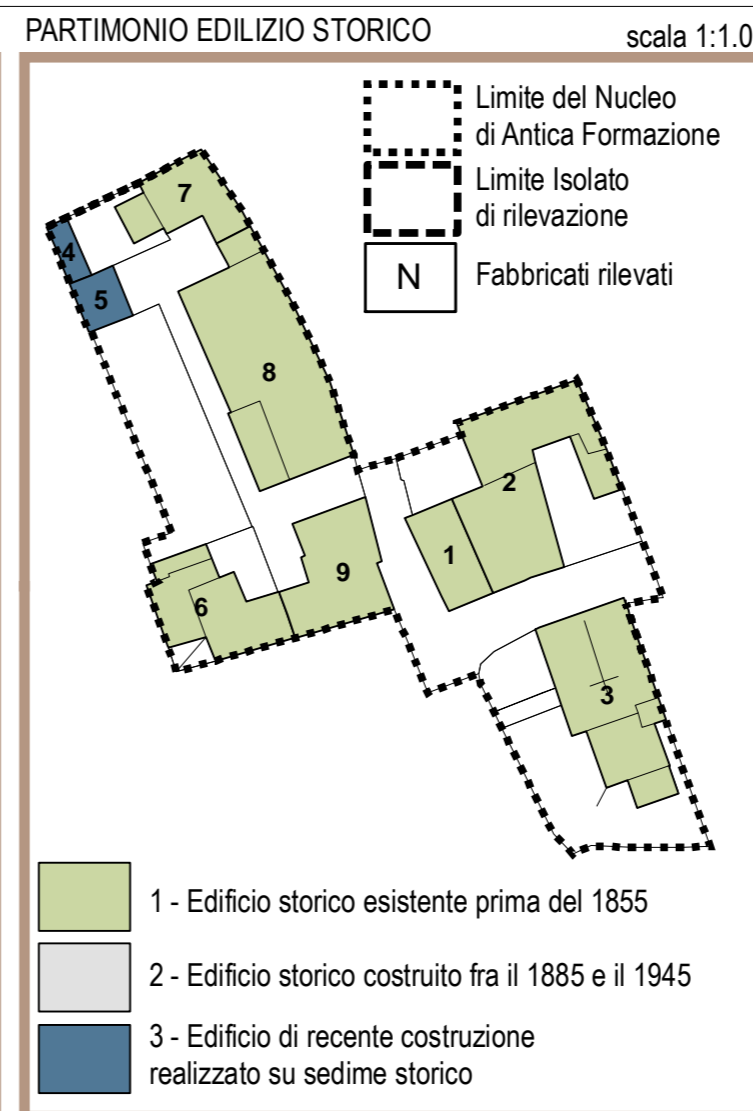 PARTIMONIO EDILIZIO STORICO
scala 1:1.0
Limite del Nucleo
di Antica Formazione
Limite Isolato
di rilevazione
N
Fabbricati rilevati
7
4
5
8
2
1
9
6
3
1 - Edificio storico esistente prima del 1855
2 - Edificio storico costruito fra il 1885 e il 1945
3 - Edificio di recente costruzione
realizzato su sedime storico